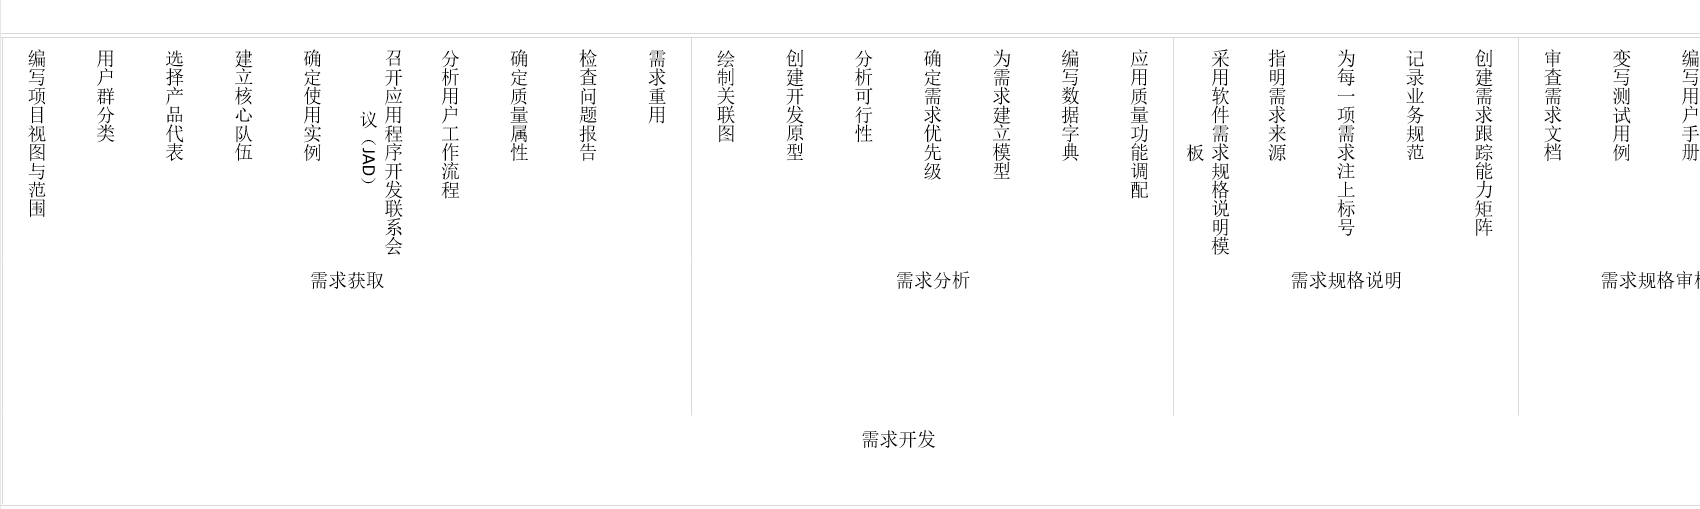 编写项目视图与范围
用户群分类
选择产品代表
建立核心队伍
确定使用实例
召开应用程序开发联系会
议（JAD）
分析用户工作流程
确定质量属性
检查问题报告
需求重用
绘制关联图
创建开发原型
分析可行性
确定需求优先级
为需求建立模型
编写数据字典
应用质量功能调配
采用软件需求规格说明模
板
指明需求来源
为每一项需求注上标号
记录业务规范
创建需求跟踪能力矩阵
审查需求文档
变写测试用例
编写用户手册
需求获取
需求分析
需求规格说明
需求规格审
需求开发